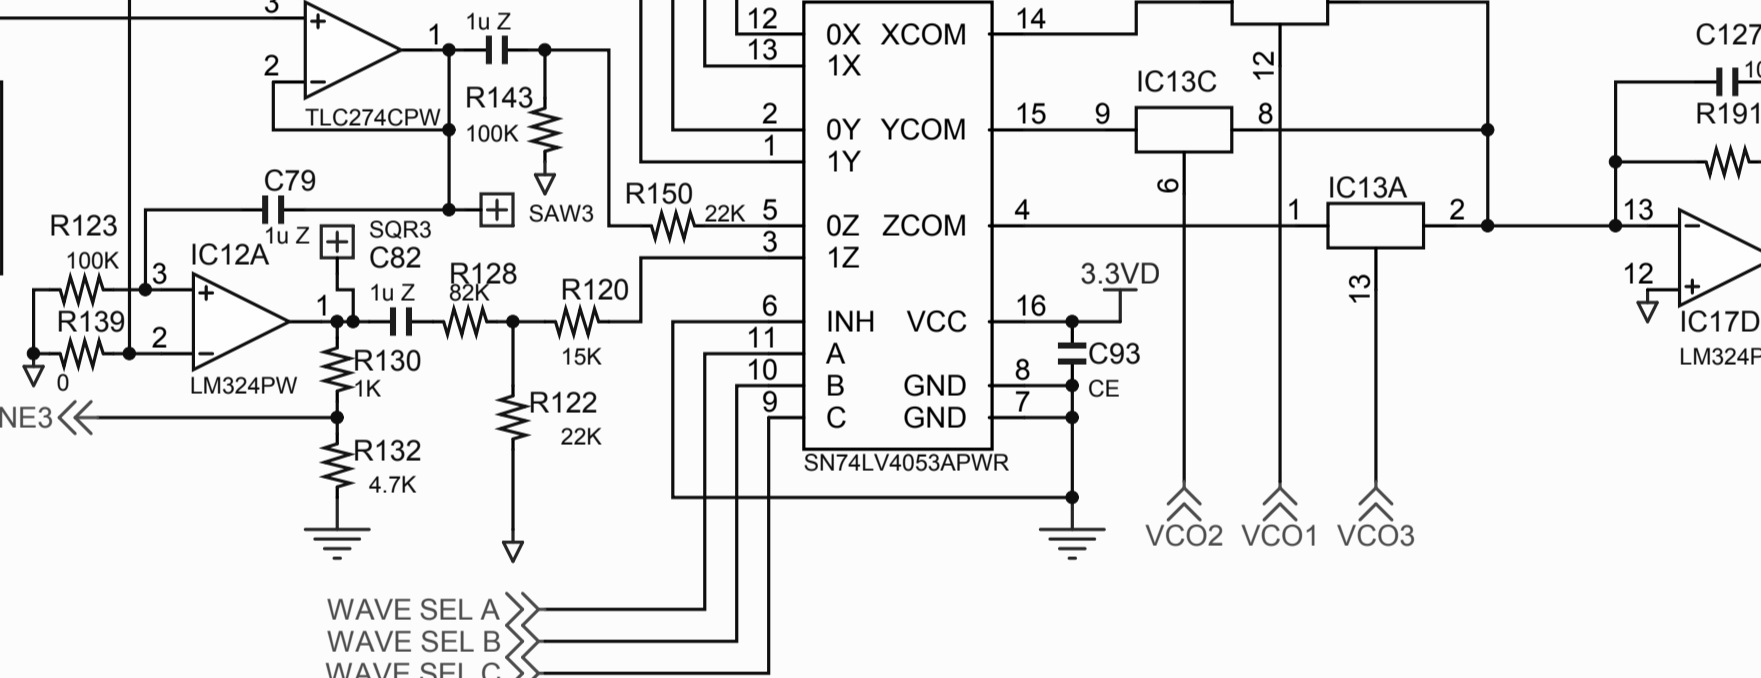 3
1
1u Z
2
TLC274CPW
R143
100K
C79
1u Z
SAW3
SQR3
R123
100K
IC12A
3
+
1
C82
1u Z
R128
82K
R120
15K
R139
0
2
LM324PW
R130
1K
NE3
R132
4.7K
R122
22K
R150
22K
12 0X XCOM 14
13 1X
2 0Y YCOM 15
1 1Y
5 0Z ZCOM 4
3 1Z
6 INH VCC 16
11 A
10 B GND 8
9 C GND 7
SN74LV4053APWR
3.3VD
C93
CE
IC13C
9
8
6
12
IC13A
1
2
13
VCO2 VCO1 VCO3
C127
10
R191
13
12
IC17D
LM324P
WAVE SEL A
WAVE SEL B
WAVE SEL C